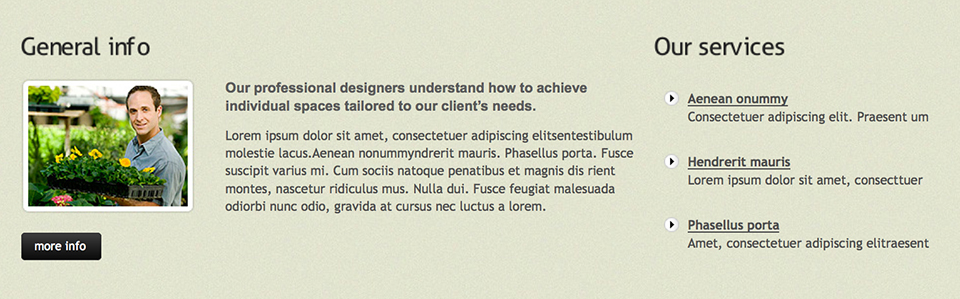 General info
Our professional designers understand how to achieve
individual spaces tailored to our client's needs.
Lorem ipsum dolor sit amet, consectetuer adipiscing elitsentestibulum
molestie lacus.Aenean nonummyndrerit mauris. Phasellus porta. Fusce
suscipit varius mi. Cum sociis natoque penatibus et magnis dis rient
montes, nascetur ridiculus mus. Nulla dui. Fusce feugiat malesuada
odiorbi nunc odio, gravida at cursus nec luctus a lorem.
more info
Our services
Aenean onummy
Consectetuer adipiscing elit. Praesent um
Hendrerit mauris
Lorem ipsum dolor sit amet, consecttuer
Phasellus porta
Amet, consectetuer adipiscing elitraesent